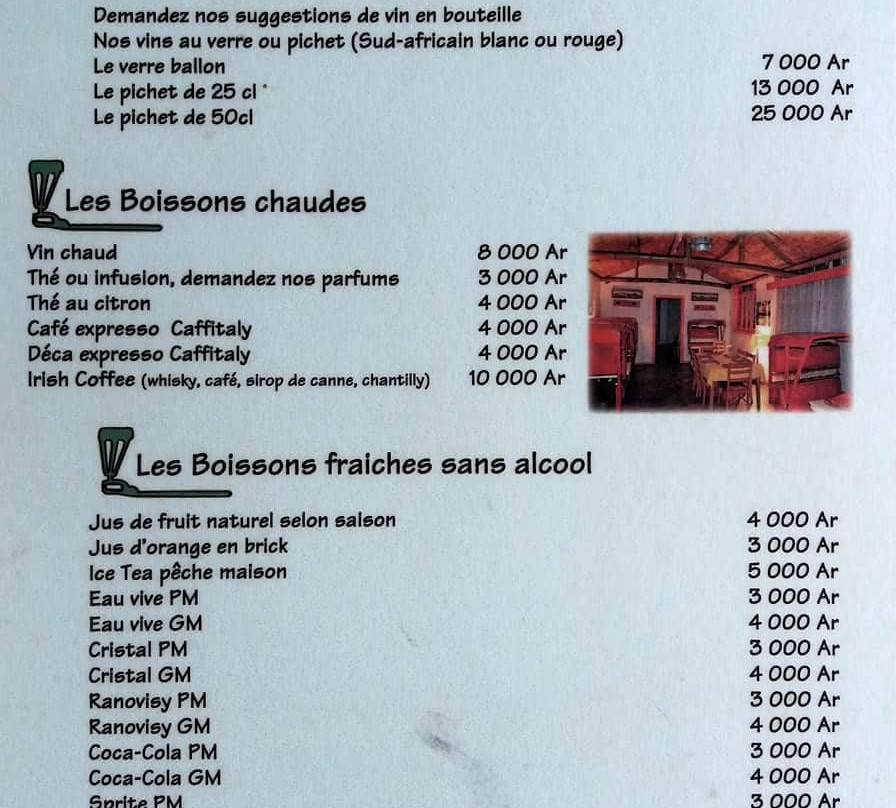 Demandez nos suggestions de vin en bouteille
Nos vins au verre ou pichet (Sud-africain blanc ou rouge)
Le verre ballon 7 000 Ar
Le pichet de 25 cl 13 000 Ar
Le pichet de 50cl 25 000 Ar
Les Boissons chaudes
Vin chaud 8 000 Ar
Thé ou infusion, demandez nos parfums 3 000 Ar
Thé au citron 4 000 Ar
Café expresso Caffitaly 4 000 Ar
Déca expresso Caffitaly 4 000 Ar
Irish Coffee (whisky, café, sirop de canne, chantilly) 10 000 Ar
Les Boissons fraiches sans alcool
Jus de fruit naturel selon saison 4 000 Ar
Jus d'orange en brick 3 000 Ar
Ice Tea pêche maison 5 000 Ar
Eau vive PM 3 000 Ar
Eau vive GM 4 000 Ar
Cristal PM 3 000 Ar
Cristal GM 4 000 Ar
Ranovisy PM 3 000 Ar
Ranovisy GM 4 000 Ar
Coca-Cola PM 3 000 Ar
Coca-Cola GM 4 000 Ar
Sprite PM 3 000 Ar